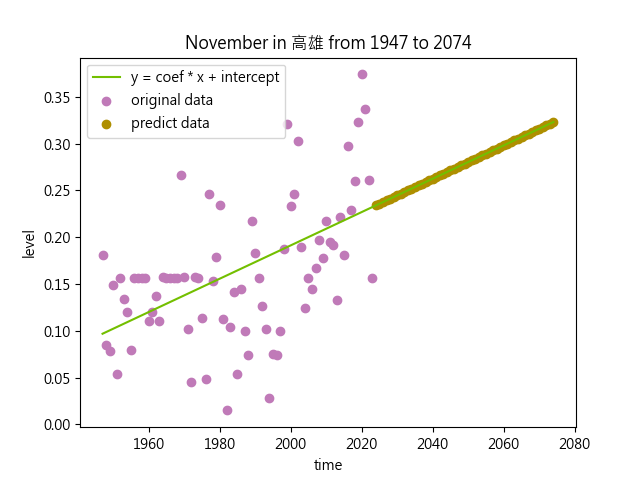 November in 高雄 from 1947 to 2074
y = coef * x + intercept
original data
predict data
level
0.35
0.30
0.25
0.20
0.15
0.10
0.05
0.00
1960
1980
2000
2020
2040
2060
2080
time